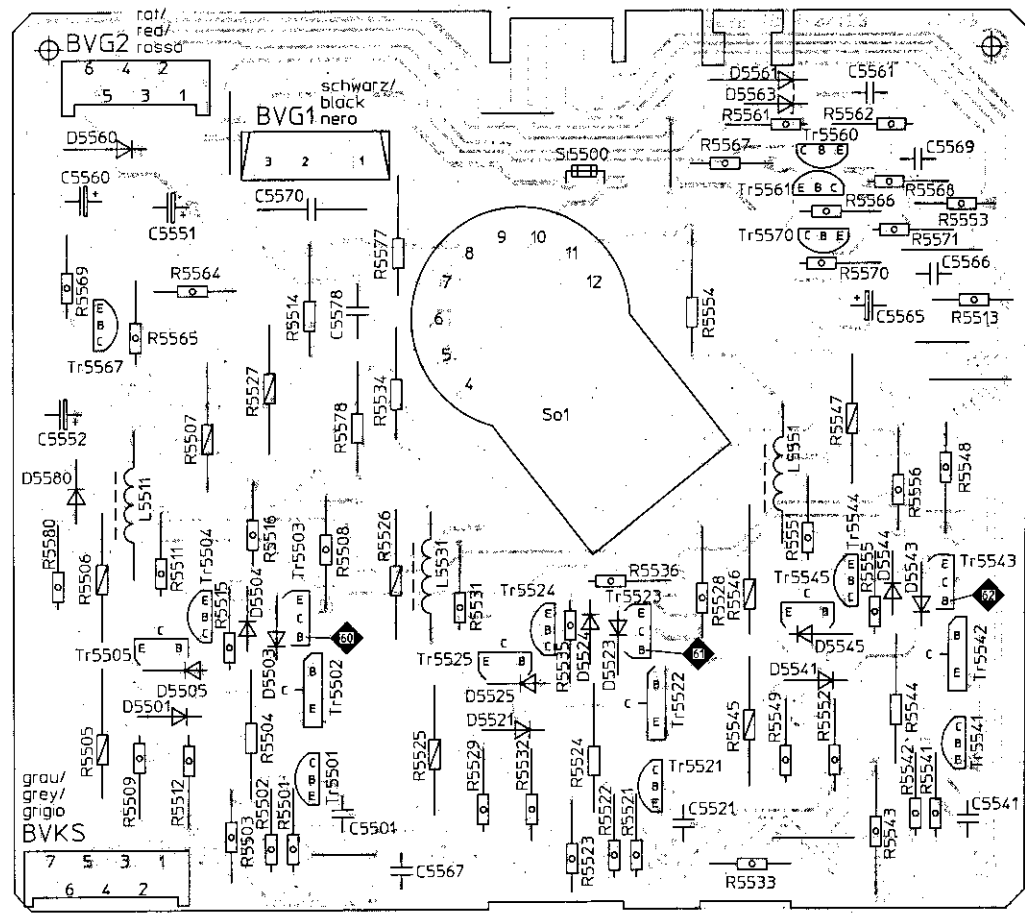 rot/
red/
rosso
BVG2
6 4 2
5 3 1
schwarz/
black
nero
BVG1
3 2 1
D5560
C5560
C5551
C5570
Si5500
D5561
D5563
C5561
R5561
R5562
Tr5560
C B E
R5567
C5569
Tr5561
E B C
R5568
R5566
R5553
Tr5570
C B E
R5571
R5570
C5566
C5565
R5513
R5569
R5564
R5577
R5514
C5578
R5554
Tr5567
E
B
C
R5565
4 5 6 7 8 9 10 11 12
So1
R5527
R5534
R5578
R5507
C5552
D5580
L5511
L5551
R5547
R5548
R5556
R5580
R5506
R5511
Tr5504
E
B
C
R5516
Tr5503
E
C
B
R5508
R5515
D5504
D5503
60
R5526
L5531
R5531
Tr5524
E
B
C
R5536
Tr5523
E
C
B
R5535
D5524
D5523
61
R5528
R5546
R5551
Tr5544
E
B
C
R5555
D5544
D5543
Tr5543
E
C
B
62
Tr5505
E C B
D5505
D5501
Tr5502
B
C
E
Tr5525
E C B
D5525
D5521
Tr5522
B
C
E
Tr5545
E C B
D5545
D5541
Tr5542
B
C
E
R5505
R5509
R5512
R5504
R5503
R5502
R5501
Tr5501
C
B
E
C5501
R5525
R5529
R5532
R5524
R5523
R5522
R5521
Tr5521
C
B
E
C5521
R5545
R5549
R5552
R5544
R5543
R5542
R5541
Tr5541
C
B
E
C5541
C5567
R5533
grau/
grey/
grigio
BVKS
7 5 3 1
6 4 2